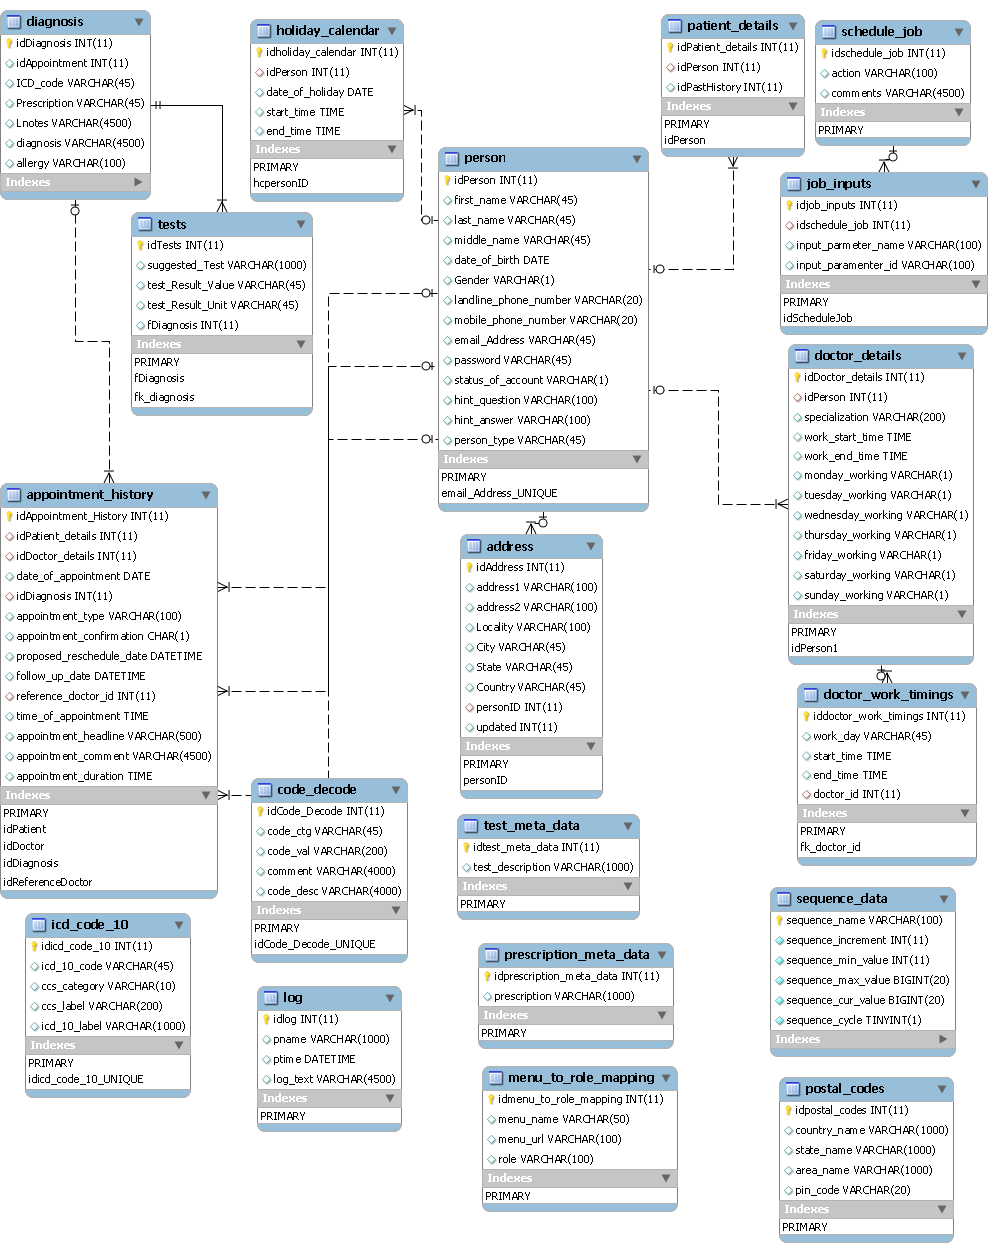 diagnosis
idDiagnosis INT(11)
idAppointment INT(11)
ICD_code VARCHAR(45)
Prescription VARCHAR(45)
Lnotes VARCHAR(4500)
diagnosis VARCHAR(4500)
allergy VARCHAR(100)
Indexes
holiday_calendar
idholiday_calendar INT(11)
idPerson INT(11)
date_of_holiday DATE
start_time TIME
end_time TIME
Indexes
PRIMARY
hcpersonID
patient_details
idPatient_details INT(11)
idPerson INT(11)
idPastHistory INT(11)
Indexes
PRIMARY
idPerson
schedule_job
idschedule_job INT(11)
action VARCHAR(100)
comments VARCHAR(4500)
Indexes
PRIMARY
job_inputs
idjob_inputs INT(11)
idschedule_job INT(11)
input_parmeter_name VARCHAR(100)
input_paramenter_id VARCHAR(100)
Indexes
PRIMARY
idScheduleJob
tests
idTests INT(11)
suggested_Test VARCHAR(1000)
test_Result_Value VARCHAR(45)
test_Result_Unit VARCHAR(45)
fDiagnosis INT(11)
Indexes
PRIMARY
fDiagnosis
fk_diagnosis
person
idPerson INT(11)
first_name VARCHAR(45)
last_name VARCHAR(45)
middle_name VARCHAR(45)
date_of_birth DATE
Gender VARCHAR(1)
landline_phone_number VARCHAR(20)
mobile_phone_number VARCHAR(20)
email_Address VARCHAR(45)
password VARCHAR(45)
status_of_account VARCHAR(1)
hint_question VARCHAR(100)
hint_answer VARCHAR(100)
person_type VARCHAR(45)
Indexes
PRIMARY
email_Address_UNIQUE
doctor_details
idDoctor_details INT(11)
idPerson INT(11)
specialization VARCHAR(200)
work_start_time TIME
work_end_time TIME
monday_working VARCHAR(1)
tuesday_working VARCHAR(1)
wednesday_working VARCHAR(1)
thursday_working VARCHAR(1)
friday_working VARCHAR(1)
saturday_working VARCHAR(1)
sunday_working VARCHAR(1)
Indexes
PRIMARY
idPerson1
appointment_history
idAppointment_History INT(11)
idPatient_details INT(11)
idDoctor_details INT(11)
date_of_appointment DATE
idDiagnosis INT(11)
appointment_type VARCHAR(100)
appointment_confirmation CHAR(1)
proposed_reschedule_date DATETIME
follow_up_date DATETIME
reference_doctor_id INT(11)
time_of_appointment TIME
appointment_headline VARCHAR(500)
appointment_comment VARCHAR(4500)
appointment_duration TIME
Indexes
PRIMARY
idPatient
idDoctor
idDiagnosis
idReferenceDoctor
address
idAddress INT(11)
address1 VARCHAR(100)
address2 VARCHAR(100)
Locality VARCHAR(100)
City VARCHAR(45)
State VARCHAR(45)
Country VARCHAR(45)
personID INT(11)
updated INT(11)
Indexes
PRIMARY
personID
doctor_work_timings
iddoctor_work_timings INT(11)
work_day VARCHAR(45)
start_time TIME
end_time TIME
doctor_id INT(11)
Indexes
PRIMARY
fk_doctor_id
code_decode
idCode_Decode INT(11)
code_ctg VARCHAR(45)
code_val VARCHAR(200)
comment VARCHAR(4000)
code_desc VARCHAR(4000)
Indexes
PRIMARY
idCode_Decode_UNIQUE
test_meta_data
idtest_meta_data INT(11)
test_description VARCHAR(1000)
Indexes
PRIMARY
sequence_data
sequence_name VARCHAR(100)
sequence_increment INT(11)
sequence_min_value INT(11)
sequence_max_value BIGINT(20)
sequence_cur_value BIGINT(20)
sequence_cycle TINYINT(1)
Indexes
icd_code_10
idicd_code_10 INT(11)
icd_10_code VARCHAR(45)
ccs_category VARCHAR(10)
ccs_label VARCHAR(200)
icd_10_label VARCHAR(1000)
Indexes
PRIMARY
idicd_code_10_UNIQUE
prescription_meta_data
idprescription_meta_data INT(11)
prescription VARCHAR(1000)
Indexes
PRIMARY
log
idlog INT(11)
pname VARCHAR(1000)
ptime DATETIME
log_text VARCHAR(4500)
Indexes
PRIMARY
menu_to_role_mapping
idmenu_to_role_mapping INT(11)
menu_name VARCHAR(50)
menu_url VARCHAR(100)
role VARCHAR(100)
Indexes
PRIMARY
postal_codes
idpostal_codes INT(11)
country_name VARCHAR(1000)
state_name VARCHAR(1000)
area_name VARCHAR(1000)
pin_code VARCHAR(20)
Indexes
PRIMARY